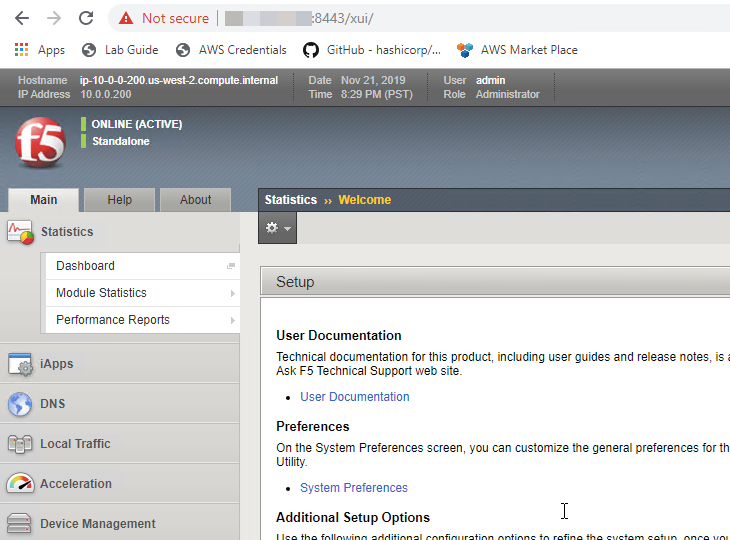 Not secure :8443/xui/
Apps Lab Guide AWS Credentials GitHub - hashicorp/... AWS Market Place
Hostname ip-10-0-0-200.us-west-2.compute.internal Date Nov 21, 2019 User admin
IP Address 10.0.0.200 Time 8:29 PM (PST) Role Administrator
f5
ONLINE (ACTIVE)
Standalone
Main Help About
Statistics ›› Welcome
Statistics
Dashboard
Module Statistics
Performance Reports
iApps
DNS
Local Traffic
Acceleration
Device Management
Setup
User Documentation
Technical documentation for this product, including user guides and release notes, is
Ask F5 Technical Support web site.
• User Documentation
Preferences
On the System Preferences screen, you can customize the general preferences for
Utility.
• System Preferences
Additional Setup Options
Use the following additional configuration options to refine the system setup, once